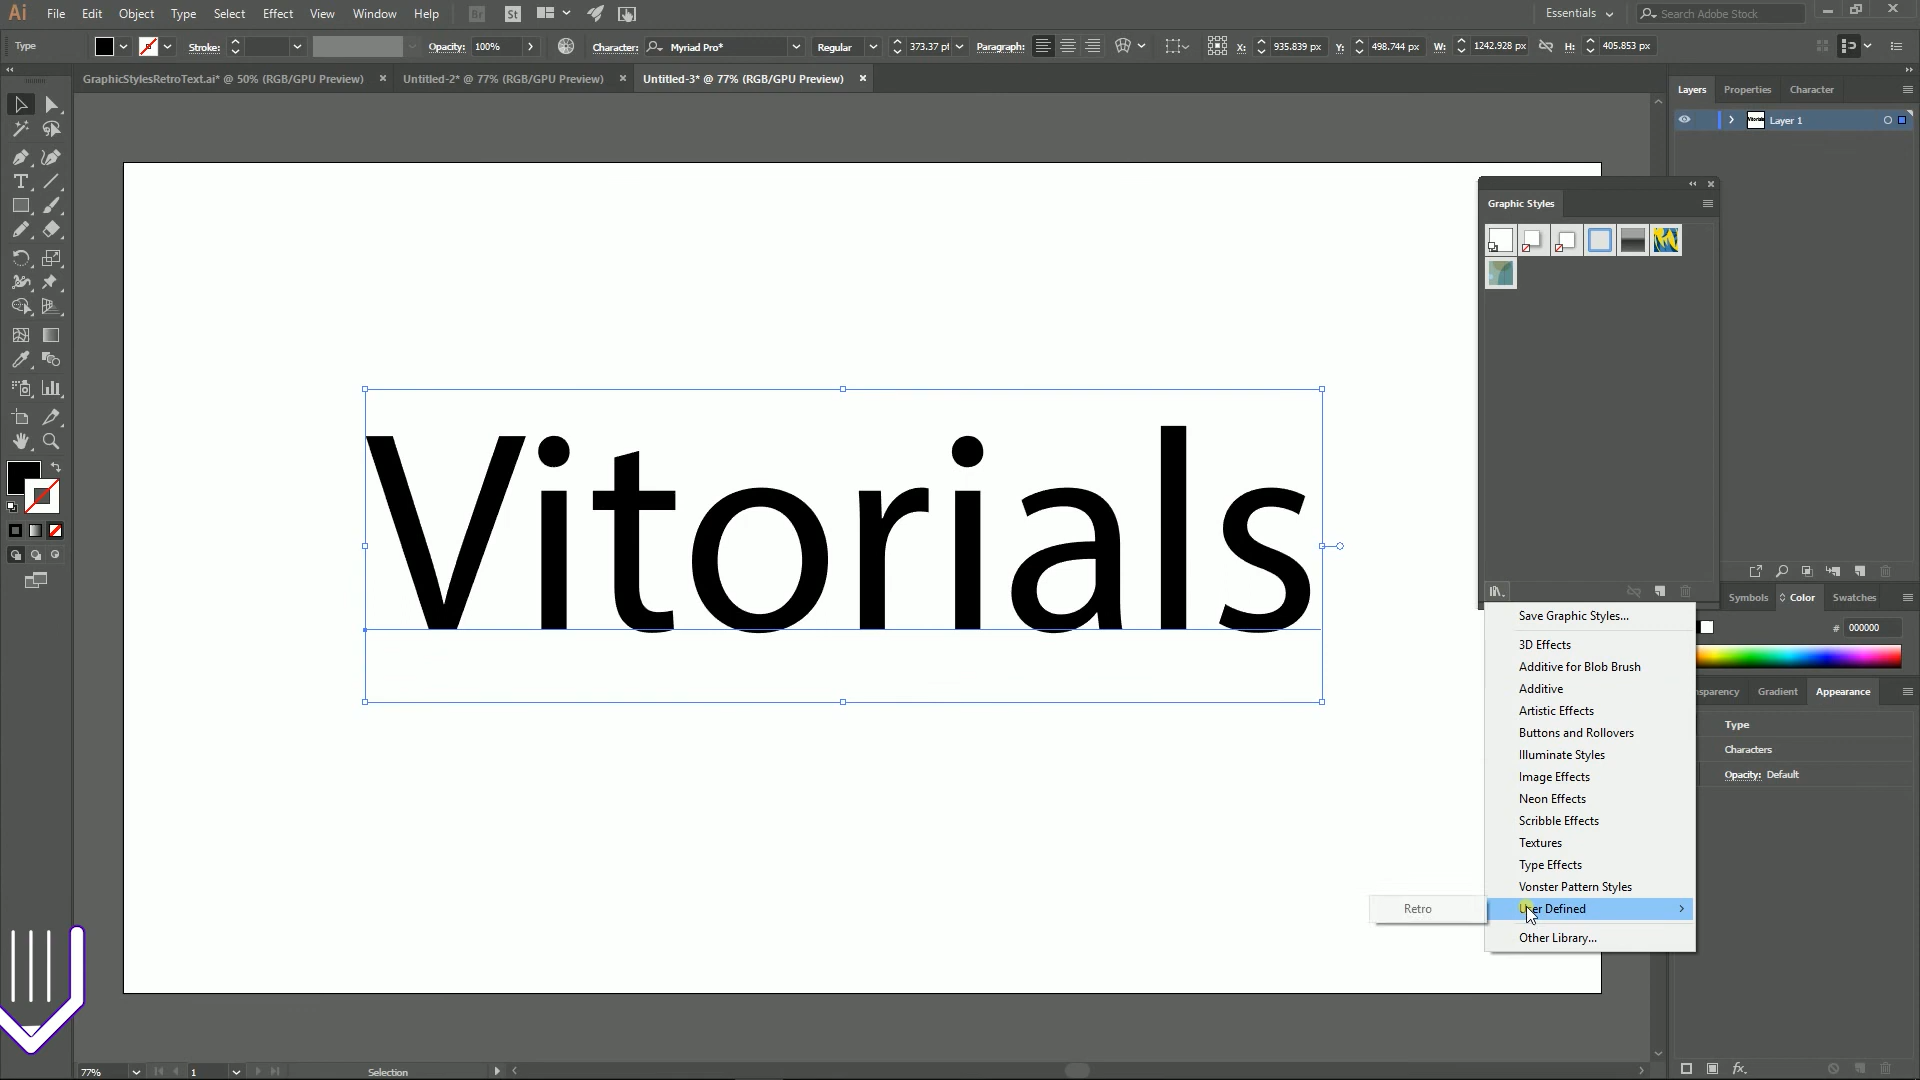 Ai File Edit Object Type Select Effect View Window Help Br St Essentials Search Adobe Stock
Type Stroke: Opacity: 100% Character: Myriad Pro* Regular 373.37 pt Paragraph: X: 935.839 px Y: 498.744 px W: 1242.928 px H: 405.853 px
GraphicStylesRetroText.ai* @ 50% (RGB/GPU Preview) Untitled-2* @ 77% (RGB/GPU Preview) Untitled-3* @ 77% (RGB/GPU Preview)
Layers Properties Character
Layer 1
Graphic Styles
Vitorials
Save Graphic Styles...
3D Effects
Additive for Blob Brush
Additive
Artistic Effects
Buttons and Rollovers
Illuminate Styles
Image Effects
Neon Effects
Scribble Effects
Textures
Type Effects
Vonster Pattern Styles
User Defined
Retro
Other Library...
Symbols Color Swatches
# 000000
Gradient Appearance
Type
Characters
Opacity: Default
fx
77% 1 Selection